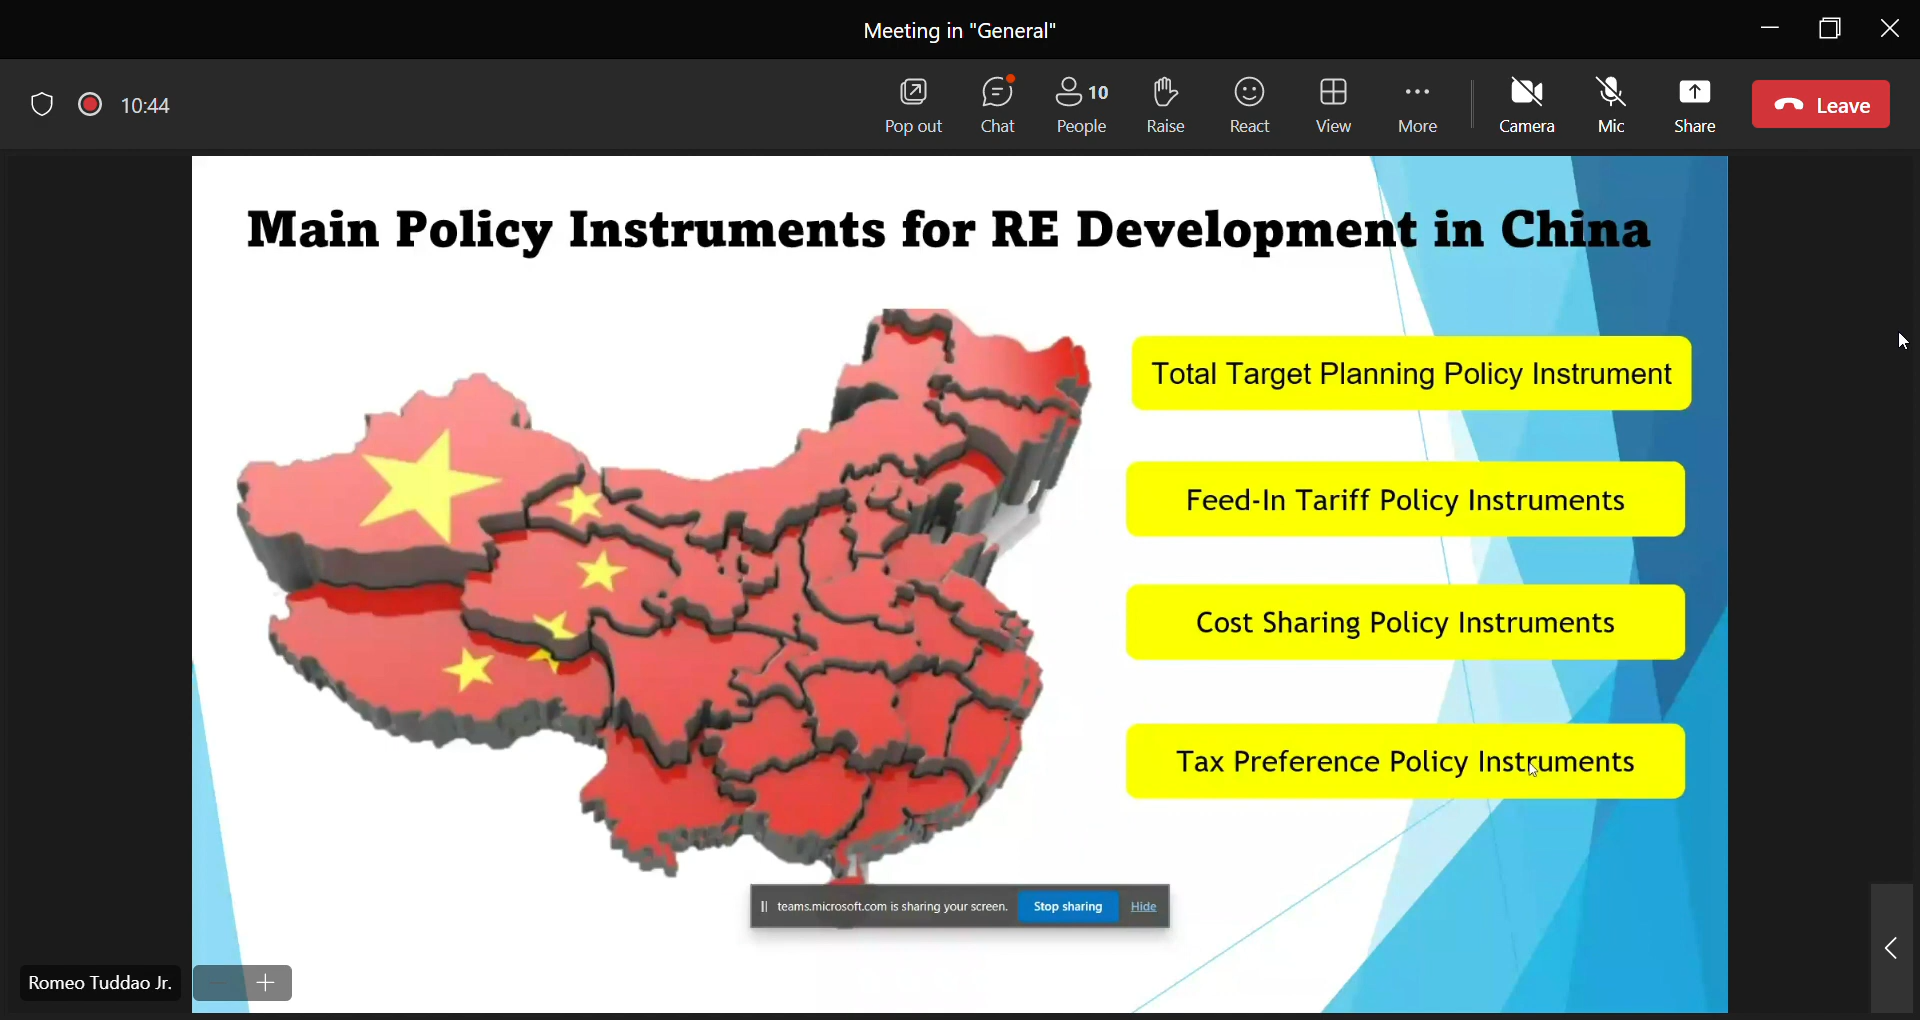 Meeting in "General"
10:44
Pop out
Chat
10
People
Raise
React
View
More
Camera
Mic
Share
Leave
Main Policy Instruments for RE Development in China
Total Target Planning Policy Instrument
Feed-In Tariff Policy Instruments
Cost Sharing Policy Instruments
Tax Preference Policy Instruments
teams.microsoft.com is sharing your screen.
Stop sharing
Hide
Romeo Tuddao Jr.